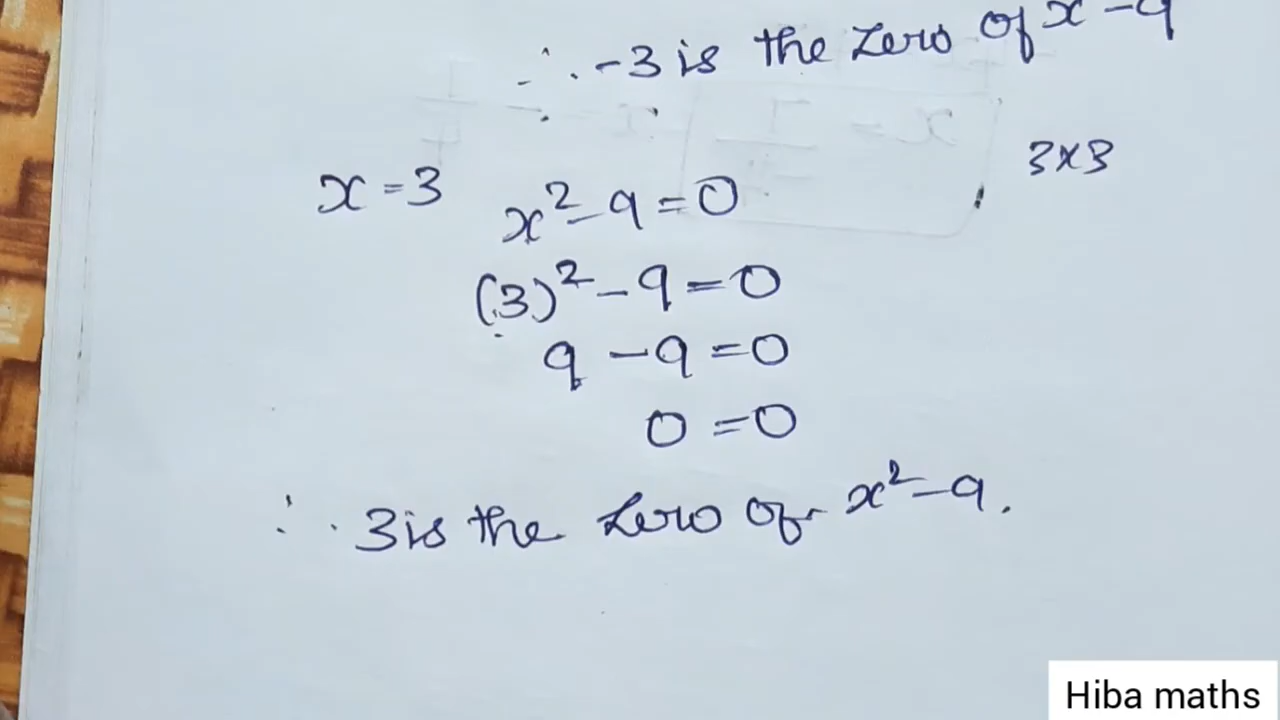 ∴ -3 is the zero of x - 9
3×3
x = 3 x² - 9 = 0
(3)² - 9 = 0
9 - 9 = 0
0 = 0
∴ 3 is the zero of x² - 9.
Hiba maths